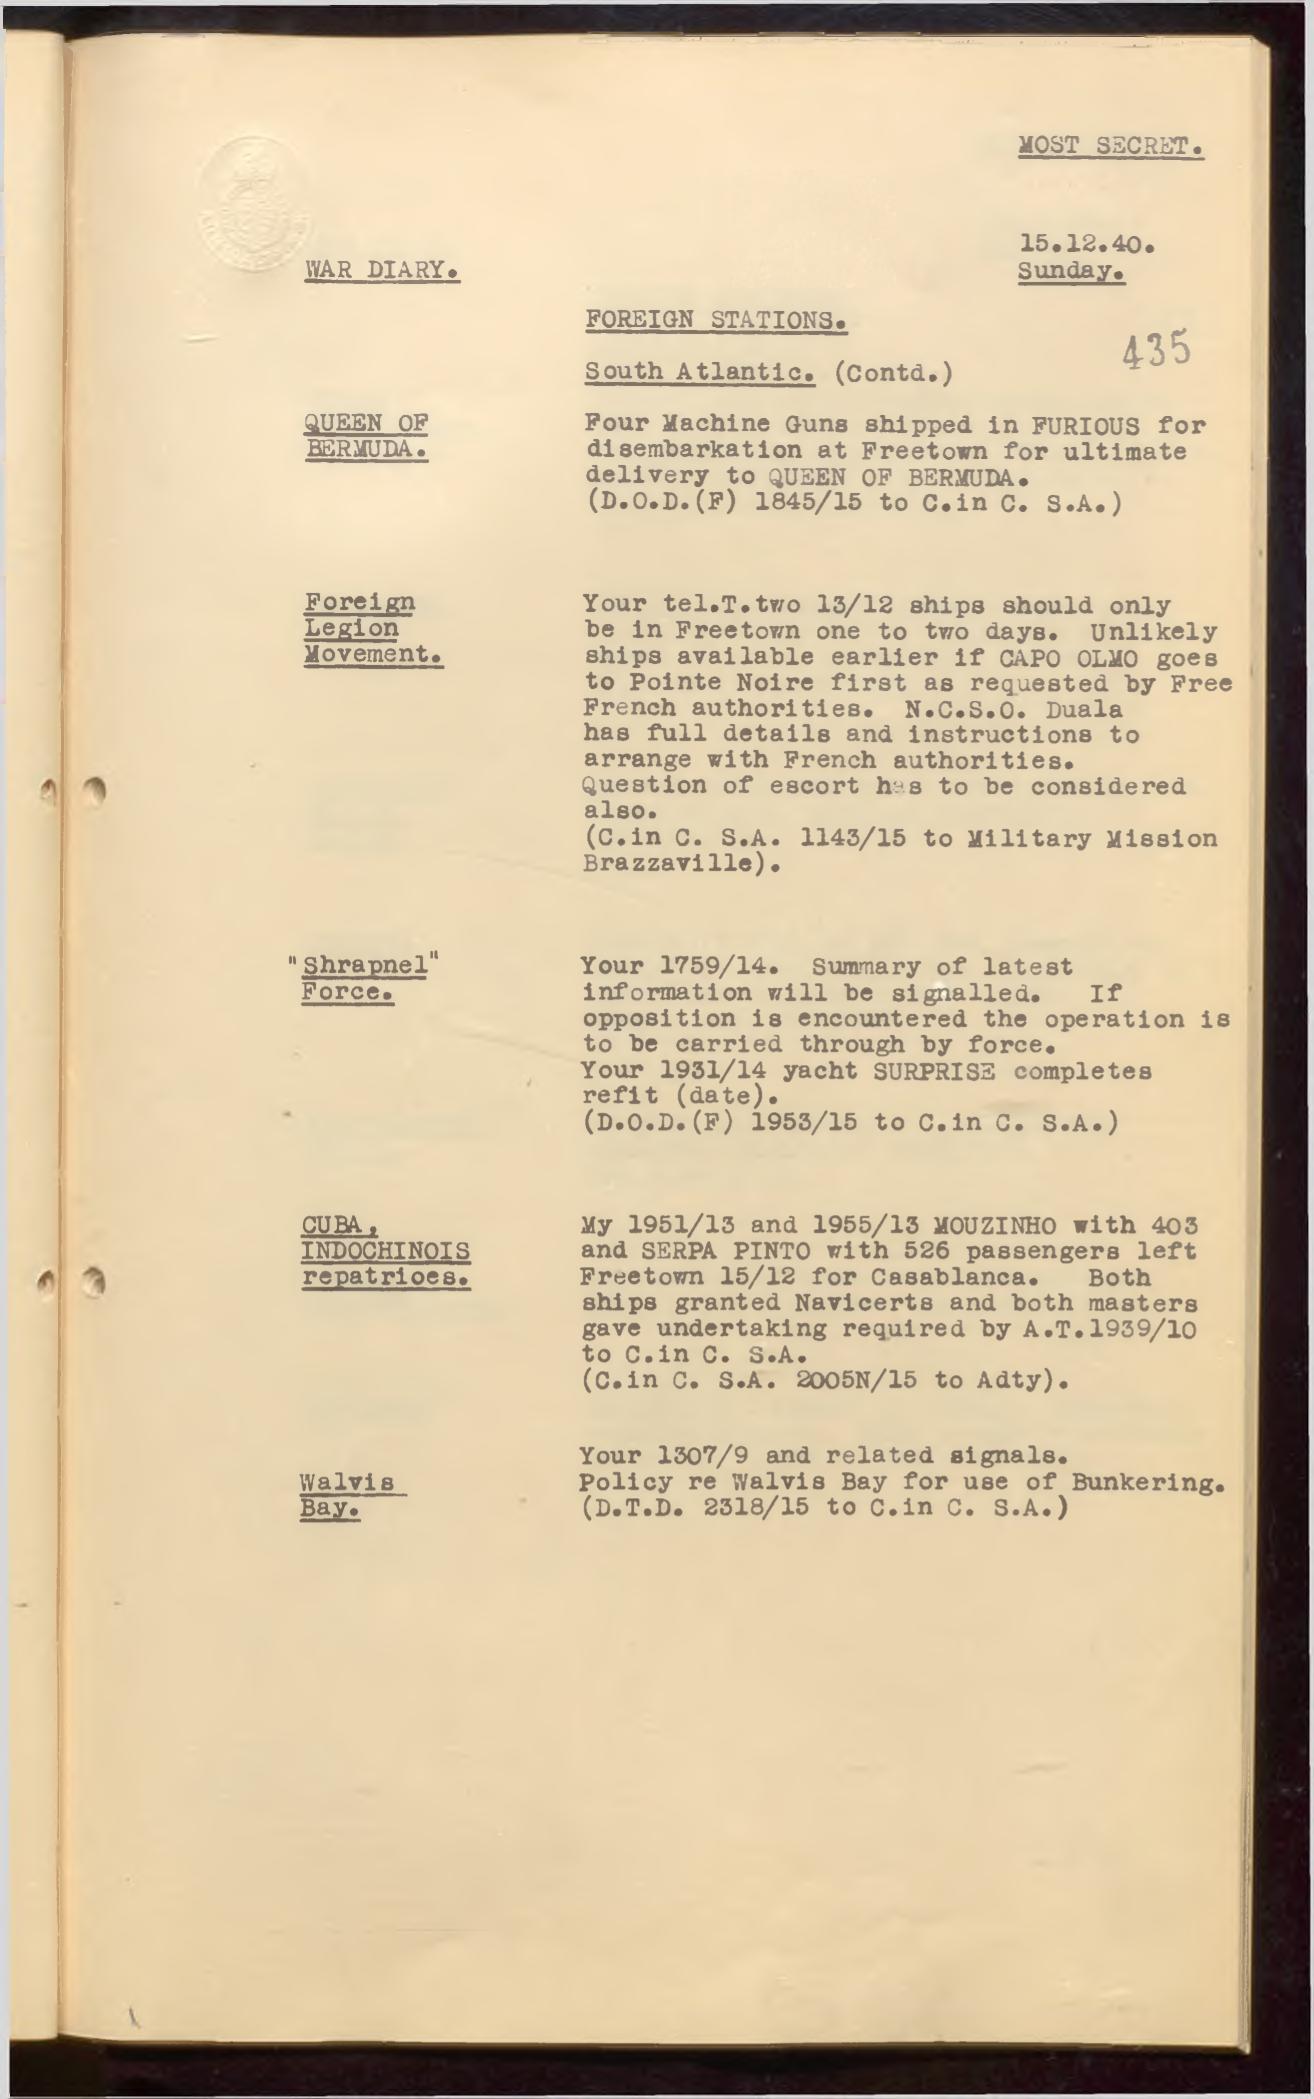 MOST SECRET.
15.12.40.
WAR DIARY.
Sunday.
FOREIGN STATIONS.
435
South Atlantic. (Contd.)
QUEEN OF
BERMUDA.
Four Machine Guns shipped in FURIOUS for
disembarkation at Freetown for ultimate
delivery to QUEEN OF BERMUDA.
(D.O.D.(F) 1845/15 to C.in C. S.A.)
Foreign
Legion
Movement.
Your tel.T.two 13/12 ships should only
be in Freetown one to two days. Unlikely
ships available earlier if CAPO OLMO goes
to Pointe Noire first as requested by Free
French authorities. N.C.S.O. Duala
has full details and instructions to
arrange with French authorities.
Question of escort has to be considered
also.
(C.in C. S.A. 1143/15 to Military Mission
Brazzaville).
"Shrapnel"
Force.
Your 1759/14. Summary of latest
information will be signalled. If
opposition is encountered the operation is
to be carried through by force.
Your 1931/14 yacht SURPRISE completes
refit (date).
(D.O.D.(F) 1953/15 to C.in C. S.A.)
CUBA,
INDOCHINOIS
repatrioes.
My 1951/13 and 1955/13 MOUZINHO with 403
and SERPA PINTO with 526 passengers left
Freetown 15/12 for Casablanca. Both
ships granted Navicerts and both masters
gave undertaking required by A.T.1939/10
to C.in C. S.A.
(C.in C. S.A. 2005N/15 to Adty).
Walvis
Bay.
Your 1307/9 and related signals.
Policy re Walvis Bay for use of Bunkering.
(D.T.D. 2318/15 to C.in C. S.A.)